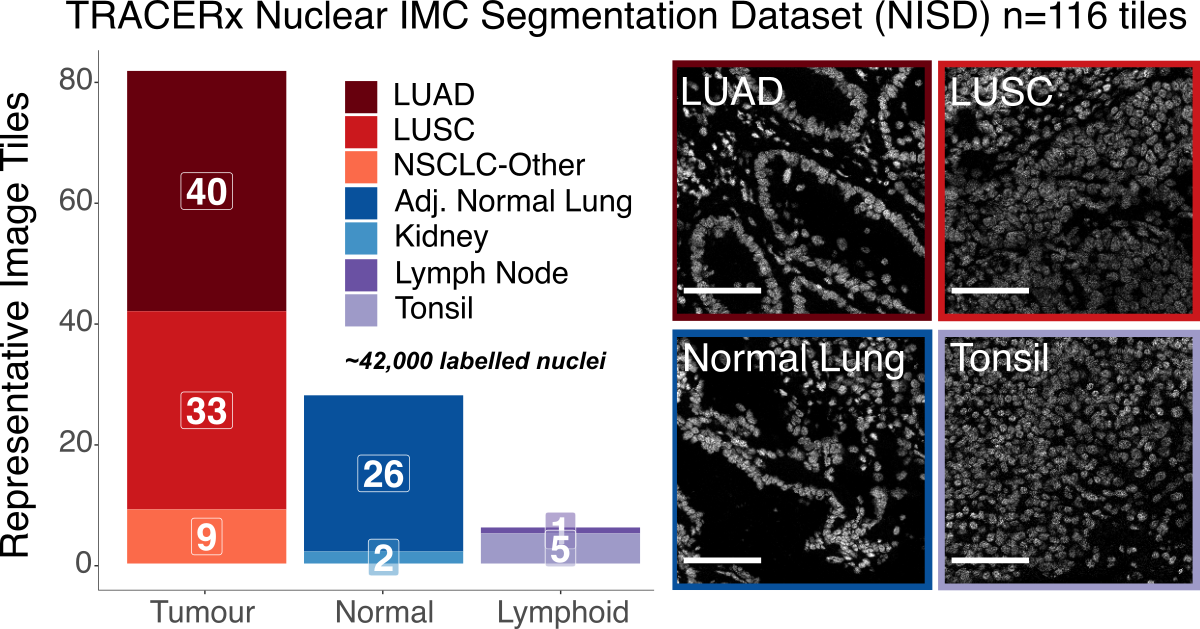 TRACERx Nuclear IMC Segmentation Dataset (NISD) n=116 tiles
Representative Image Tiles
80
60
40
20
0
40
33
9
26
2
1
5
Tumour
Normal
Lymphoid
LUAD
LUSC
NSCLC-Other
Adj. Normal Lung
Kidney
Lymph Node
Tonsil
~42,000 labelled nuclei
LUAD
LUSC
Normal Lung
Tonsil